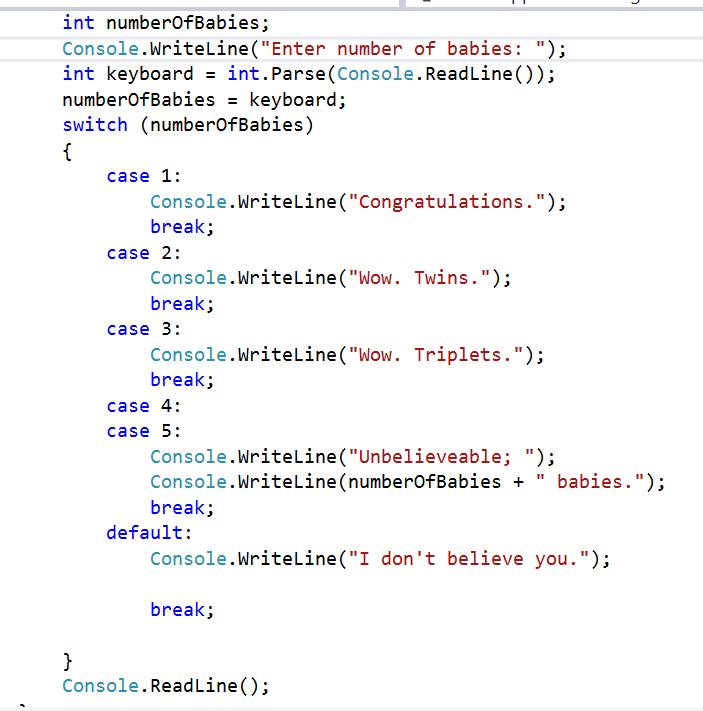 int numberOfBabies;
Console.WriteLine("Enter number of babies: ");
int keyboard = int.Parse(Console.ReadLine());
numberOfBabies = keyboard;
switch (numberOfBabies)
{
    case 1:
        Console.WriteLine("Congratulations.");
        break;
    case 2:
        Console.WriteLine("Wow. Twins.");
        break;
    case 3:
        Console.WriteLine("Wow. Triplets.");
        break;
    case 4:
    case 5:
        Console.WriteLine("Unbelieveable; ");
        Console.WriteLine(numberOfBabies + " babies.");
        break;
    default:
        Console.WriteLine("I don't believe you.");
        break;
}
Console.ReadLine();